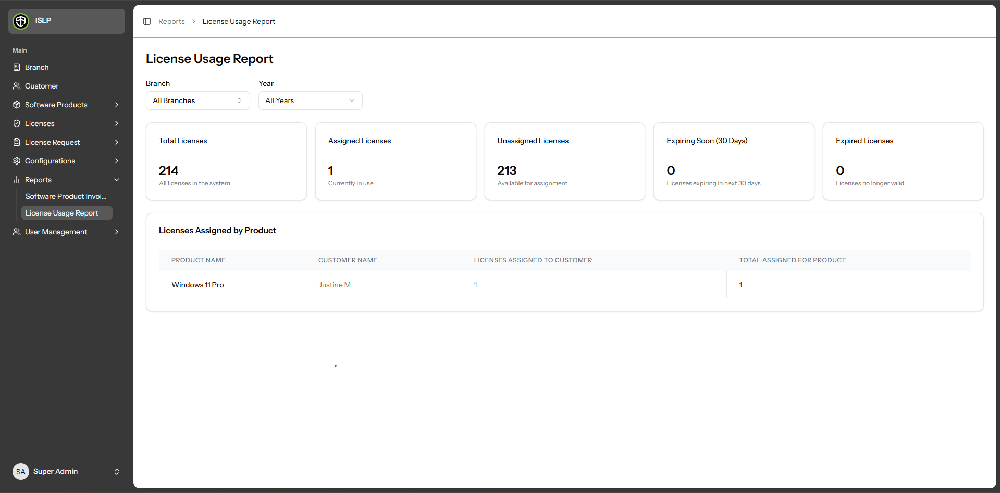 ISLP
Main
Branch
Customer
Software Products
Licenses
License Request
Configurations
Reports
Software Product Invoi...
License Usage Report
User Management
SA
Super Admin
Reports > License Usage Report
License Usage Report
Branch
All Branches
Year
All Years
Total Licenses
214
All licenses in the system
Assigned Licenses
1
Currently in use
Unassigned Licenses
213
Available for assignment
Expiring Soon (30 Days)
0
Licenses expiring in next 30 days
Expired Licenses
0
Licenses no longer valid
Licenses Assigned by Product
PRODUCT NAME CUSTOMER NAME LICENSES ASSIGNED TO CUSTOMER TOTAL ASSIGNED FOR PRODUCT
Windows 11 Pro Justine M 1 1